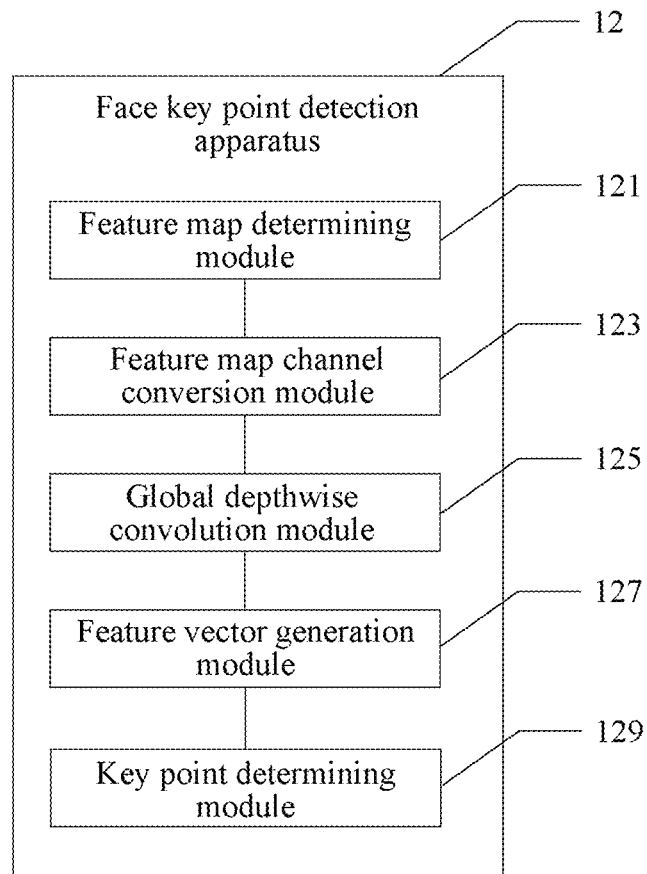 12
Face key point detection
apparatus
121
Feature map determining
module
123
Feature map channel
conversion module
125
Global depthwise
convolution module
127
Feature vector generation
module
129
Key point determining
module